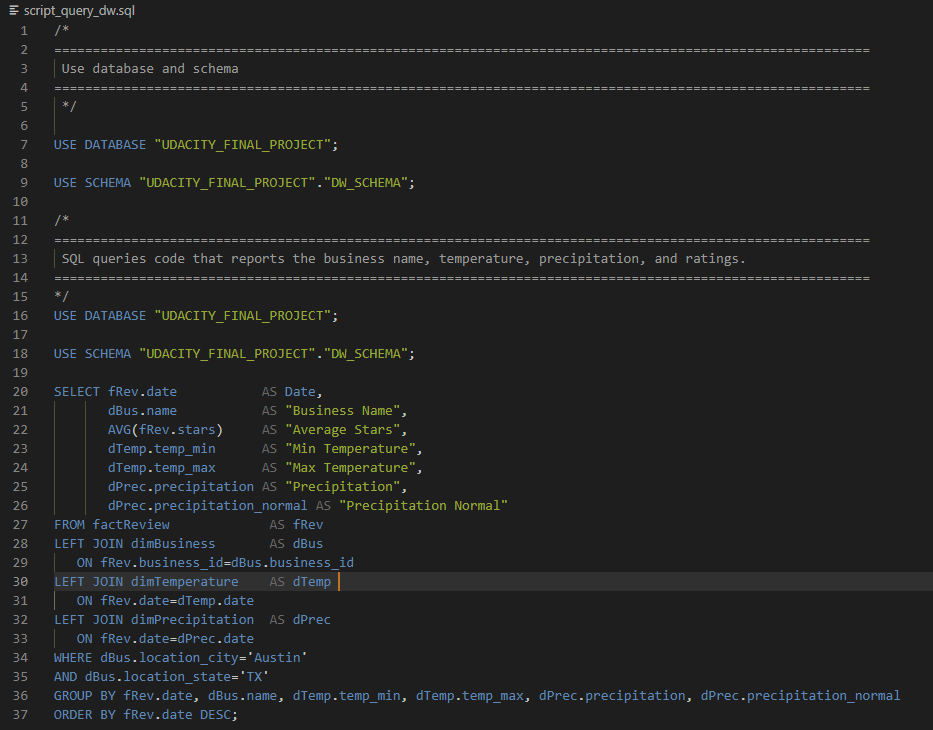 script_query_dw.sql
1 /*
2 ==========================================================================================================
3 Use database and schema
4 ==========================================================================================================
5 */
6
7 USE DATABASE "UDACITY_FINAL_PROJECT";
8
9 USE SCHEMA "UDACITY_FINAL_PROJECT"."DW_SCHEMA";
10
11 /*
12 ==========================================================================================================
13 SQL queries code that reports the business name, temperature, precipitation, and ratings.
14 ==========================================================================================================
15 */
16 USE DATABASE "UDACITY_FINAL_PROJECT";
17
18 USE SCHEMA "UDACITY_FINAL_PROJECT"."DW_SCHEMA";
19
20 SELECT fRev.date AS Date,
21 dBus.name AS "Business Name",
22 AVG(fRev.stars) AS "Average Stars",
23 dTemp.temp_min AS "Min Temperature",
24 dTemp.temp_max AS "Max Temperature",
25 dPrec.precipitation AS "Precipitation",
26 dPrec.precipitation_normal AS "Precipitation Normal"
27 FROM factReview AS fRev
28 LEFT JOIN dimBusiness AS dBus
29 ON fRev.business_id=dBus.business_id
30 LEFT JOIN dimTemperature AS dTemp
31 ON fRev.date=dTemp.date
32 LEFT JOIN dimPrecipitation AS dPrec
33 ON fRev.date=dPrec.date
34 WHERE dBus.location_city='Austin'
35 AND dBus.location_state='TX'
36 GROUP BY fRev.date, dBus.name, dTemp.temp_min, dTemp.temp_max, dPrec.precipitation, dPrec.precipitation_normal
37 ORDER BY fRev.date DESC;